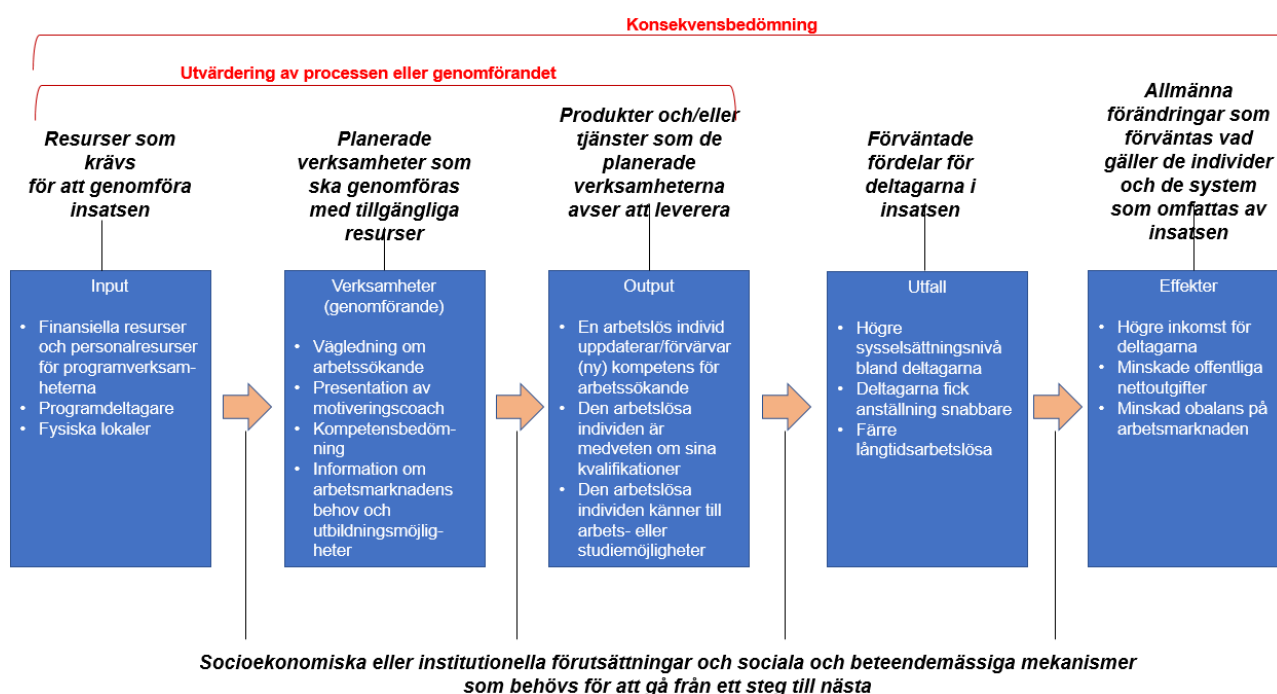 Konsekvensbedömning
Utvärdering av processen eller genomförandet
Resurser som
krävs
för att genomföra
insatsen
Planerade
verksamheter som
ska genomföras
med tillgängliga
resurser
Produkter och/eller
tjänster som de
planerade
verksamheterna
avser att leverera
Förväntade
fördelar för
deltagarna i
insatsen
Allmänna
förändringar som
förväntas vad
gäller de individer
och de system
som omfattas av
insatsen
Input
• Finansiella resurser
och personalresurser
för programverksam-
heterna
• Programdeltagare
• Fysiska lokaler
Verksamheter
(genomförande)
• Vägledning om
arbetssökande
• Presentation av
motiveringscoach
• Kompetensbedöm-
ning
• Information om
arbetsmarknadens
behov och
utbildningsmöjlig-
heter
Output
• En arbetslös individ
uppdaterar/förvärvar
(ny) kompetens för
arbetssökande
• Den arbetslösa
individen är
medveten om sina
kvalifikationer
• Den arbetslösa
individen känner till
arbets- eller
studiemöjligheter
Utfall
• Högre
sysselsättningsnivå
bland deltagarna
• Deltagarna fick
anställning snabbare
• Färre
långtidsarbetslösa
Effekter
• Högre inkomst för
deltagarna
• Minskade offentliga
nettoutgifter
• Minskad obalans på
arbetsmarknaden
Socioekonomiska eller institutionella förutsättningar och sociala och beteendemässiga mekanismer
som behövs för att gå från ett steg till nästa